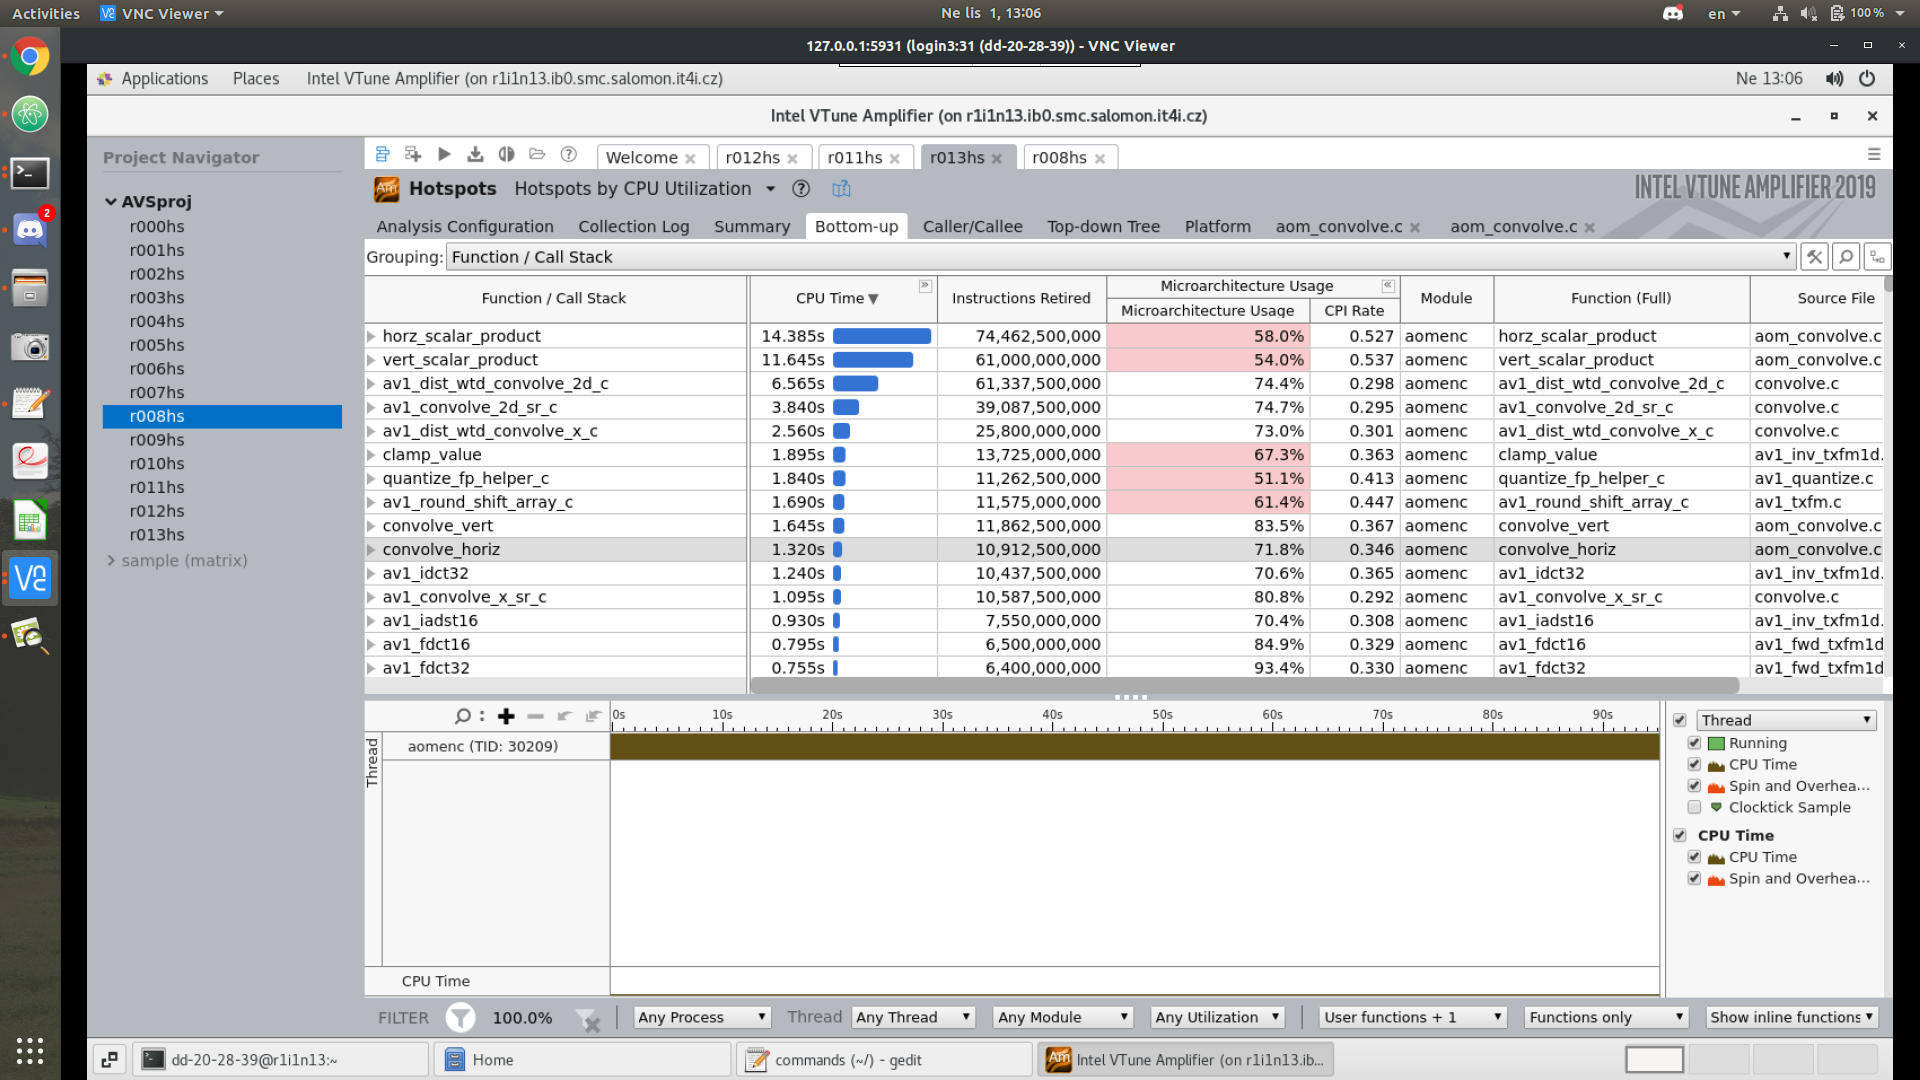 Activities VNC Viewer Ne lis 1, 13:06 en 100%
127.0.0.1:5931 (login3:31 (dd-20-28-39)) - VNC Viewer
Applications Places Intel VTune Amplifier (on r1i1n13.ib0.smc.salomon.it4i.cz) Ne 13:06
Intel VTune Amplifier (on r1i1n13.ib0.smc.salomon.it4i.cz)
Project Navigator
AVSproj
r000hs
r001hs
r002hs
r003hs
r004hs
r005hs
r006hs
r007hs
r008hs
r009hs
r010hs
r011hs
r012hs
r013hs
sample (matrix)
Welcome r012hs r011hs r013hs r008hs
Am Hotspots Hotspots by CPU Utilization INTEL VTUNE AMPLIFIER 2019
Analysis Configuration Collection Log Summary Bottom-up Caller/Callee Top-down Tree Platform aom_convolve.c aom_convolve.c
Grouping: Function / Call Stack
Function / Call Stack CPU Time Instructions Retired Microarchitecture Usage Module Function (Full) Source File
Microarchitecture Usage CPI Rate
horz_scalar_product 14.385s 74,462,500,000 58.0% 0.527 aomenc horz_scalar_product aom_convolve.c
vert_scalar_product 11.645s 61,000,000,000 54.0% 0.537 aomenc vert_scalar_product aom_convolve.c
av1_dist_wtd_convolve_2d_c 6.565s 61,337,500,000 74.4% 0.298 aomenc av1_dist_wtd_convolve_2d_c convolve.c
av1_convolve_2d_sr_c 3.840s 39,087,500,000 74.7% 0.295 aomenc av1_convolve_2d_sr_c convolve.c
av1_dist_wtd_convolve_x_c 2.560s 25,800,000,000 73.0% 0.301 aomenc av1_dist_wtd_convolve_x_c convolve.c
clamp_value 1.895s 13,725,000,000 67.3% 0.363 aomenc clamp_value av1_inv_txfm1d.
quantize_fp_helper_c 1.840s 11,262,500,000 51.1% 0.413 aomenc quantize_fp_helper_c av1_quantize.c
av1_round_shift_array_c 1.690s 11,575,000,000 61.4% 0.447 aomenc av1_round_shift_array_c av1_txfm.c
convolve_vert 1.645s 11,862,500,000 83.5% 0.367 aomenc convolve_vert aom_convolve.c
convolve_horiz 1.320s 10,912,500,000 71.8% 0.346 aomenc convolve_horiz aom_convolve.c
av1_idct32 1.240s 10,437,500,000 70.6% 0.365 aomenc av1_idct32 av1_inv_txfm1d.
av1_convolve_x_sr_c 1.095s 10,587,500,000 80.8% 0.292 aomenc av1_convolve_x_sr_c convolve.c
av1_iadst16 0.930s 7,550,000,000 70.4% 0.308 aomenc av1_iadst16 av1_inv_txfm1d.
av1_fdct16 0.795s 6,500,000,000 84.9% 0.329 aomenc av1_fdct16 av1_fwd_txfm1d
av1_fdct32 0.755s 6,400,000,000 93.4% 0.330 aomenc av1_fdct32 av1_fwd_txfm1d
0s 10s 20s 30s 40s 50s 60s 70s 80s 90s
Thread
aomenc (TID: 30209)
CPU Time
Thread
Running
CPU Time
Spin and Overhea...
Clocktick Sample
CPU Time
CPU Time
Spin and Overhea...
FILTER 100.0% Any Process Thread Any Thread Any Module Any Utilization User functions + 1 Functions only Show inline functions
dd-20-28-39@r1i1n13:~ Home commands (~/) - gedit Am Intel VTune Amplifier (on r1i1n13.ib...
2